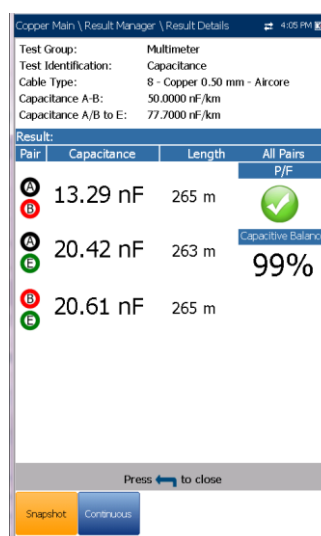 Copper Main \ Result Manager \ Result Details 4:05 PM
Test Group: Multimeter
Test Identification: Capacitance
Cable Type: 8 - Copper 0.50 mm - Aircore
Capacitance A-B: 50.0000 nF/km
Capacitance A/B to E: 77.7000 nF/km
Result:
Pair Capacitance Length All Pairs
P/F
A
B
13.29 nF 265 m
Capacitive Balanc
A
E
20.42 nF 263 m
99%
B
E
20.61 nF 265 m
Press to close
Snapshot Continuous